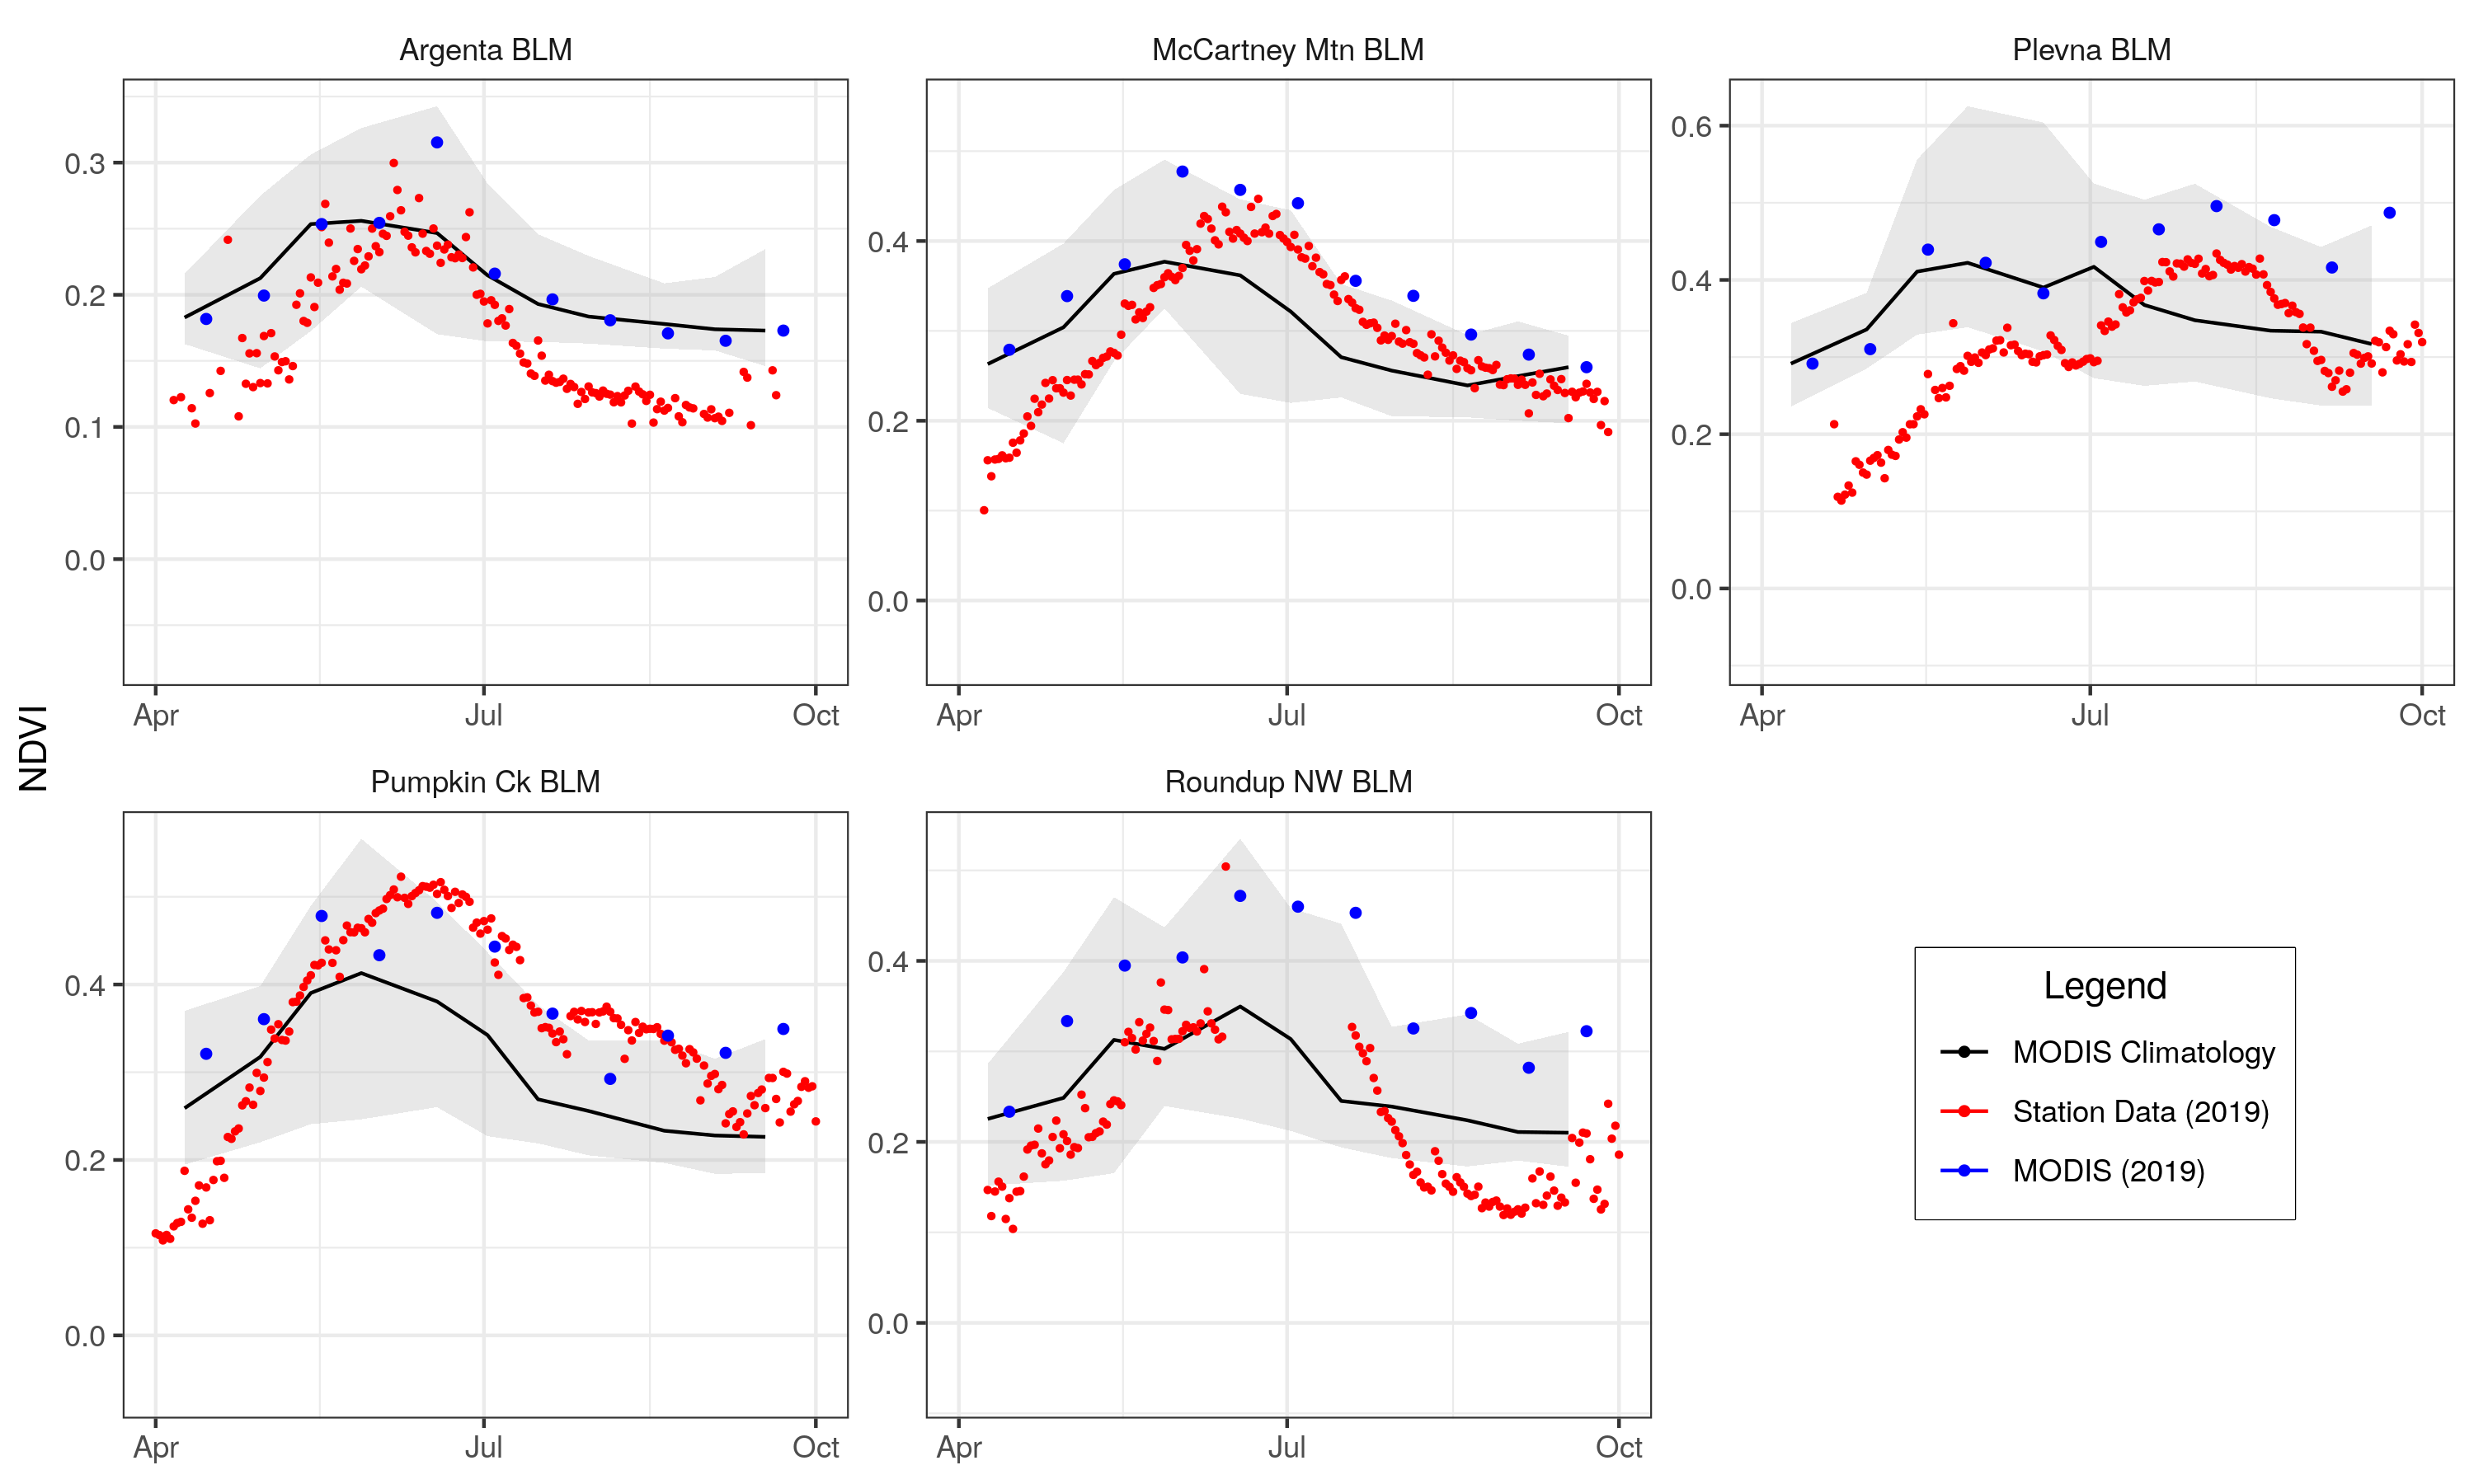 Argenta BLM
McCartney Mtn BLM
Plevna BLM
0.3
0.2
0.1
0.0
0.4
0.2
0.0
0.6
0.4
0.2
0.0
Apr Jul Oct
Apr Jul Oct
Apr Jul Oct
NDVI
Pumpkin Ck BLM
Roundup NW BLM
0.4
0.2
0.0
0.4
0.2
0.0
Apr Jul Oct
Apr Jul Oct
Legend
MODIS Climatology
Station Data (2019)
MODIS (2019)